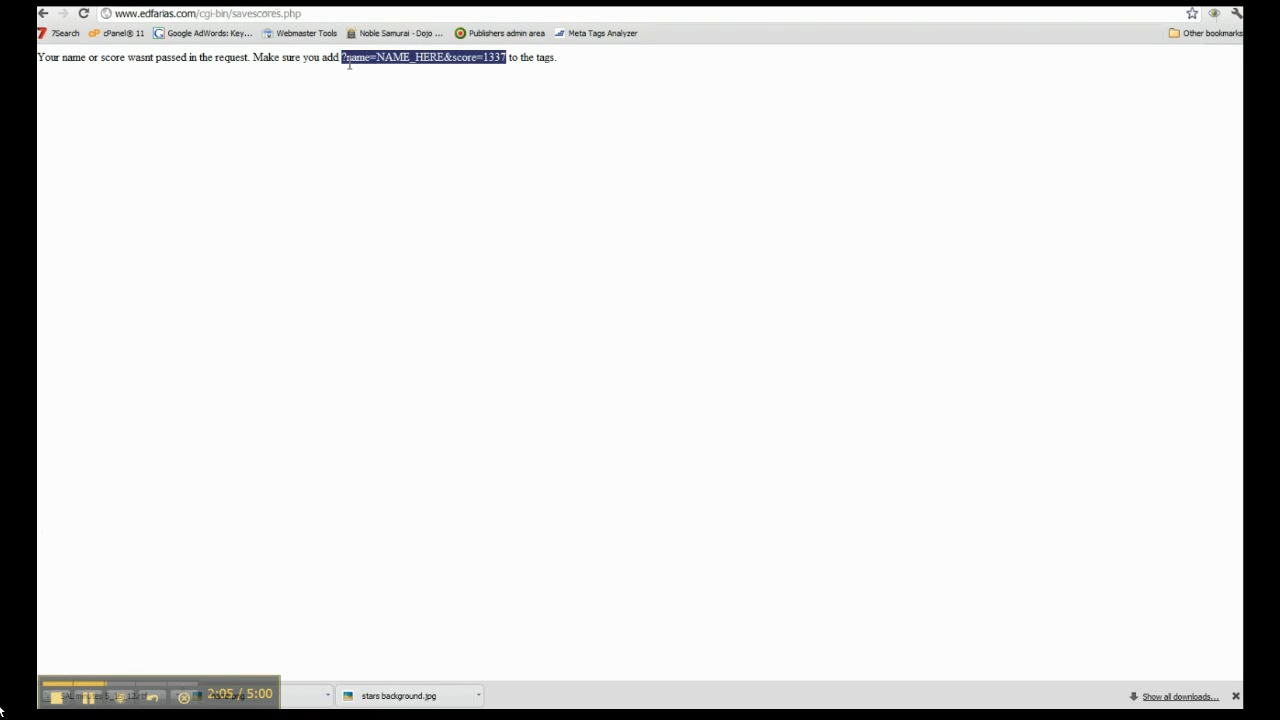 www.edfarias.com/cgi-bin/savescores.php
7Search cPanel® 11 Google AdWords: Key... Webmaster Tools Noble Samurai - Dojo ... Publishers admin area Meta Tags Analyzer Other bookmarks
Your name or score wasnt passed in the request. Make sure you add ?name=NAME_HERE&score=1337 to the tags.
2:05 / 5:00 stars background.jpg Show all downloads...